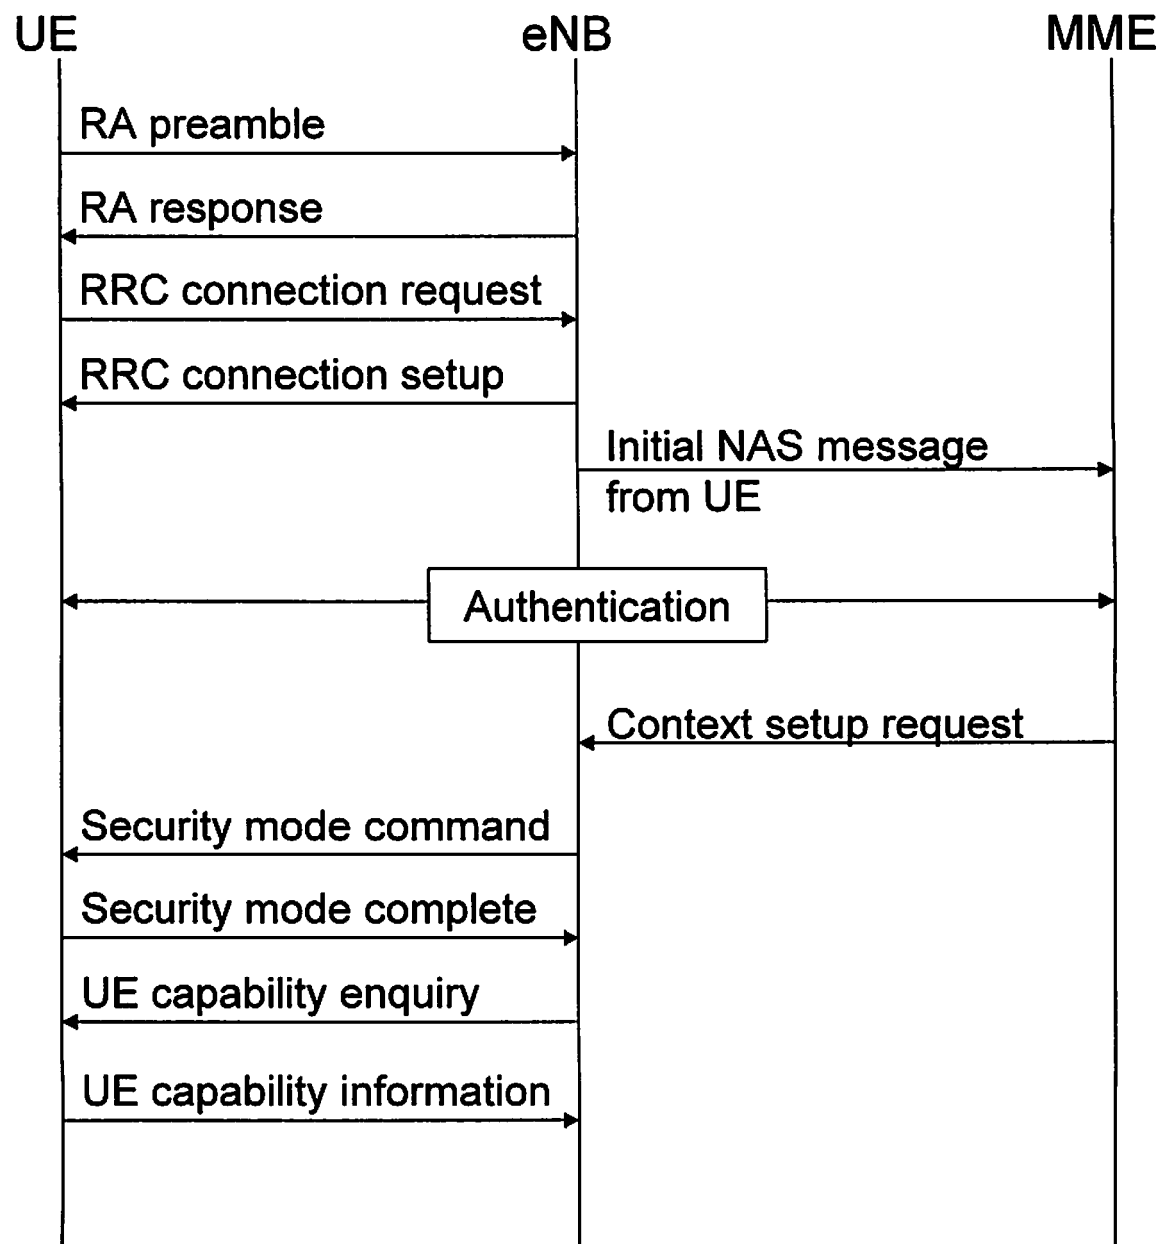 UE eNB MME
RA preamble
RA response
RRC connection request
RRC connection setup
Initial NAS message
from UE
Authentication
Context setup request
Security mode command
Security mode complete
UE capability enquiry
UE capability information